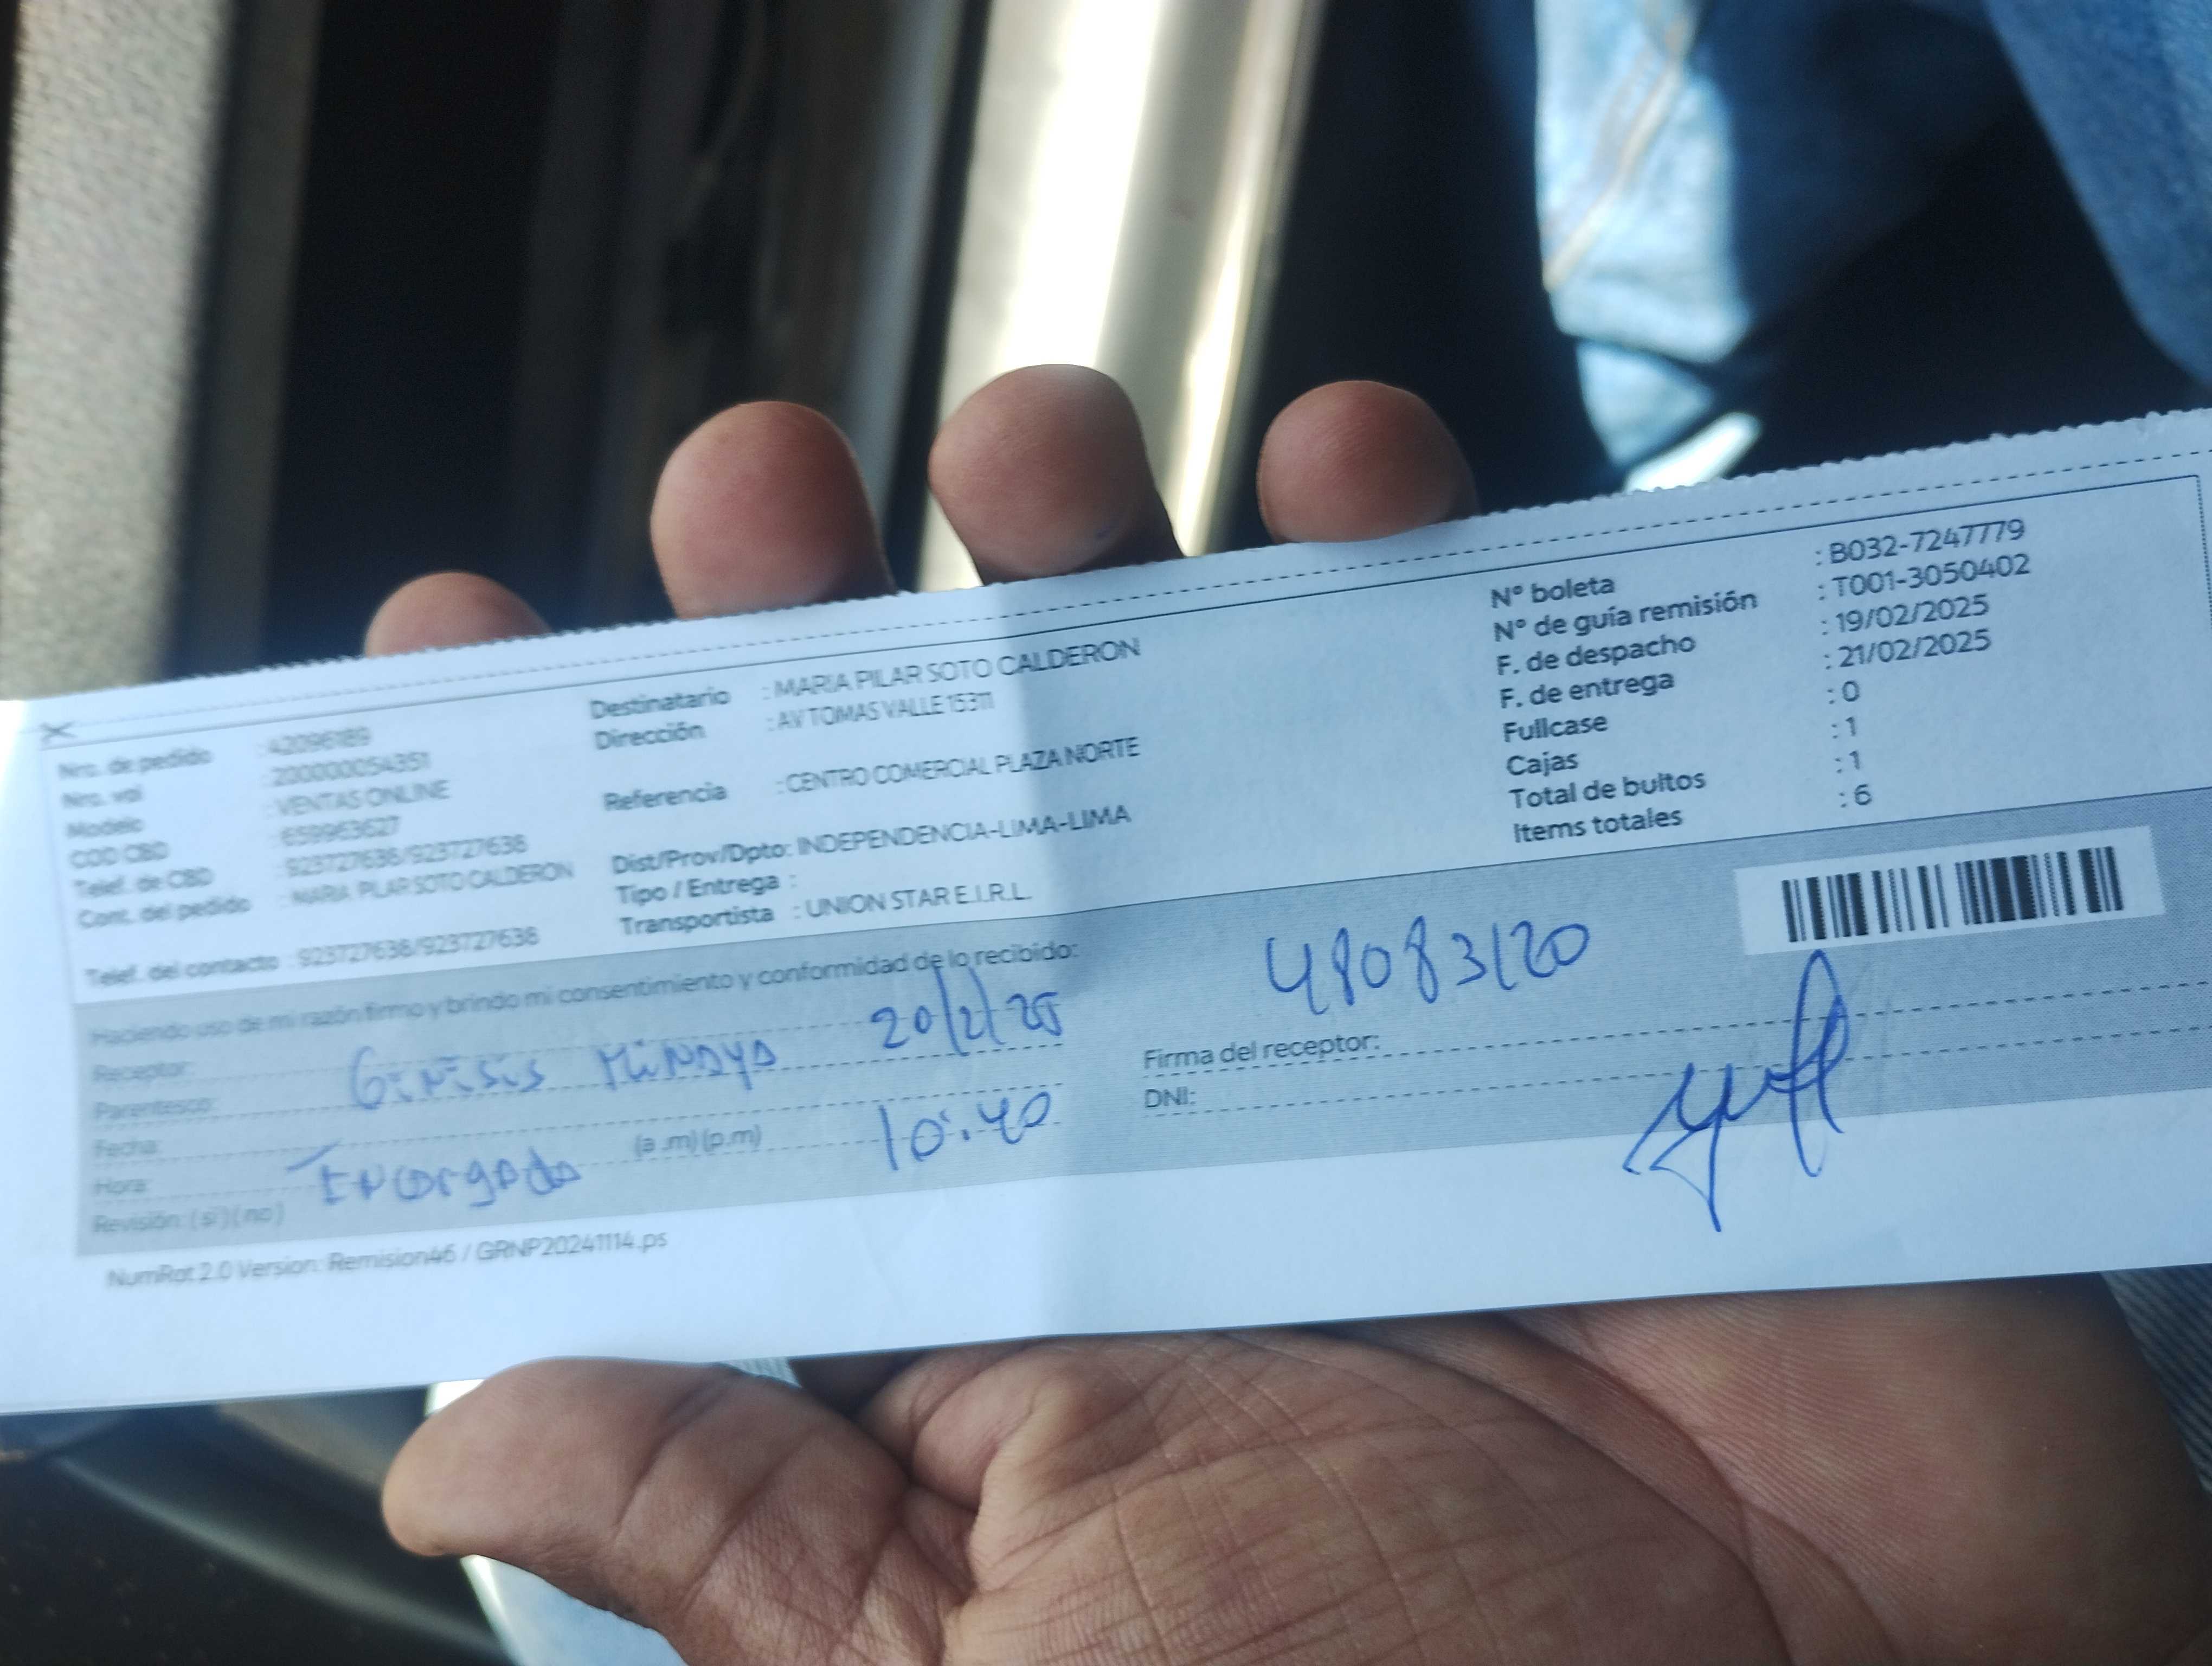 Nro. de pedido : 42096189
Nro. vol : 200000054351
Modelo : VENTAS ONLINE
COD CBD : 659963627
Telef. de CBD : 923727638/923727638
Cont. del pedido : MARIA PILAR SOTO CALDERON
Telef. del contacto : 923727638/923727638
Destinatario : MARIA PILAR SOTO CALDERON
Dirección : AV TOMAS VALLE 15311
Referencia : CENTRO COMERCIAL PLAZA NORTE
Dist/Prov/Dpto: INDEPENDENCIA-LIMA-LIMA
Tipo / Entrega :
Transportista : UNION STAR E.I.R.L.
N° boleta : B032-7247779
N° de guía remisión : T001-3050402
F. de despacho : 19/02/2025
F. de entrega : 21/02/2025
Fullcase : 0
Cajas : 1
Total de bultos : 1
Items totales : 6
Haciendo uso de mi razón firmo y brindo mi consentimiento y conformidad de lo recibido:
Receptor:
Parentesco:
Fecha:
Hora: (a .m) (p.m)
Revisión: ( si ) ( no )
Minaya 20/2/25
Encargada 10:40
48083120
Firma del receptor:
DNI:
NumRot 2.0 Version: Remision46 / GRNP20241114.ps